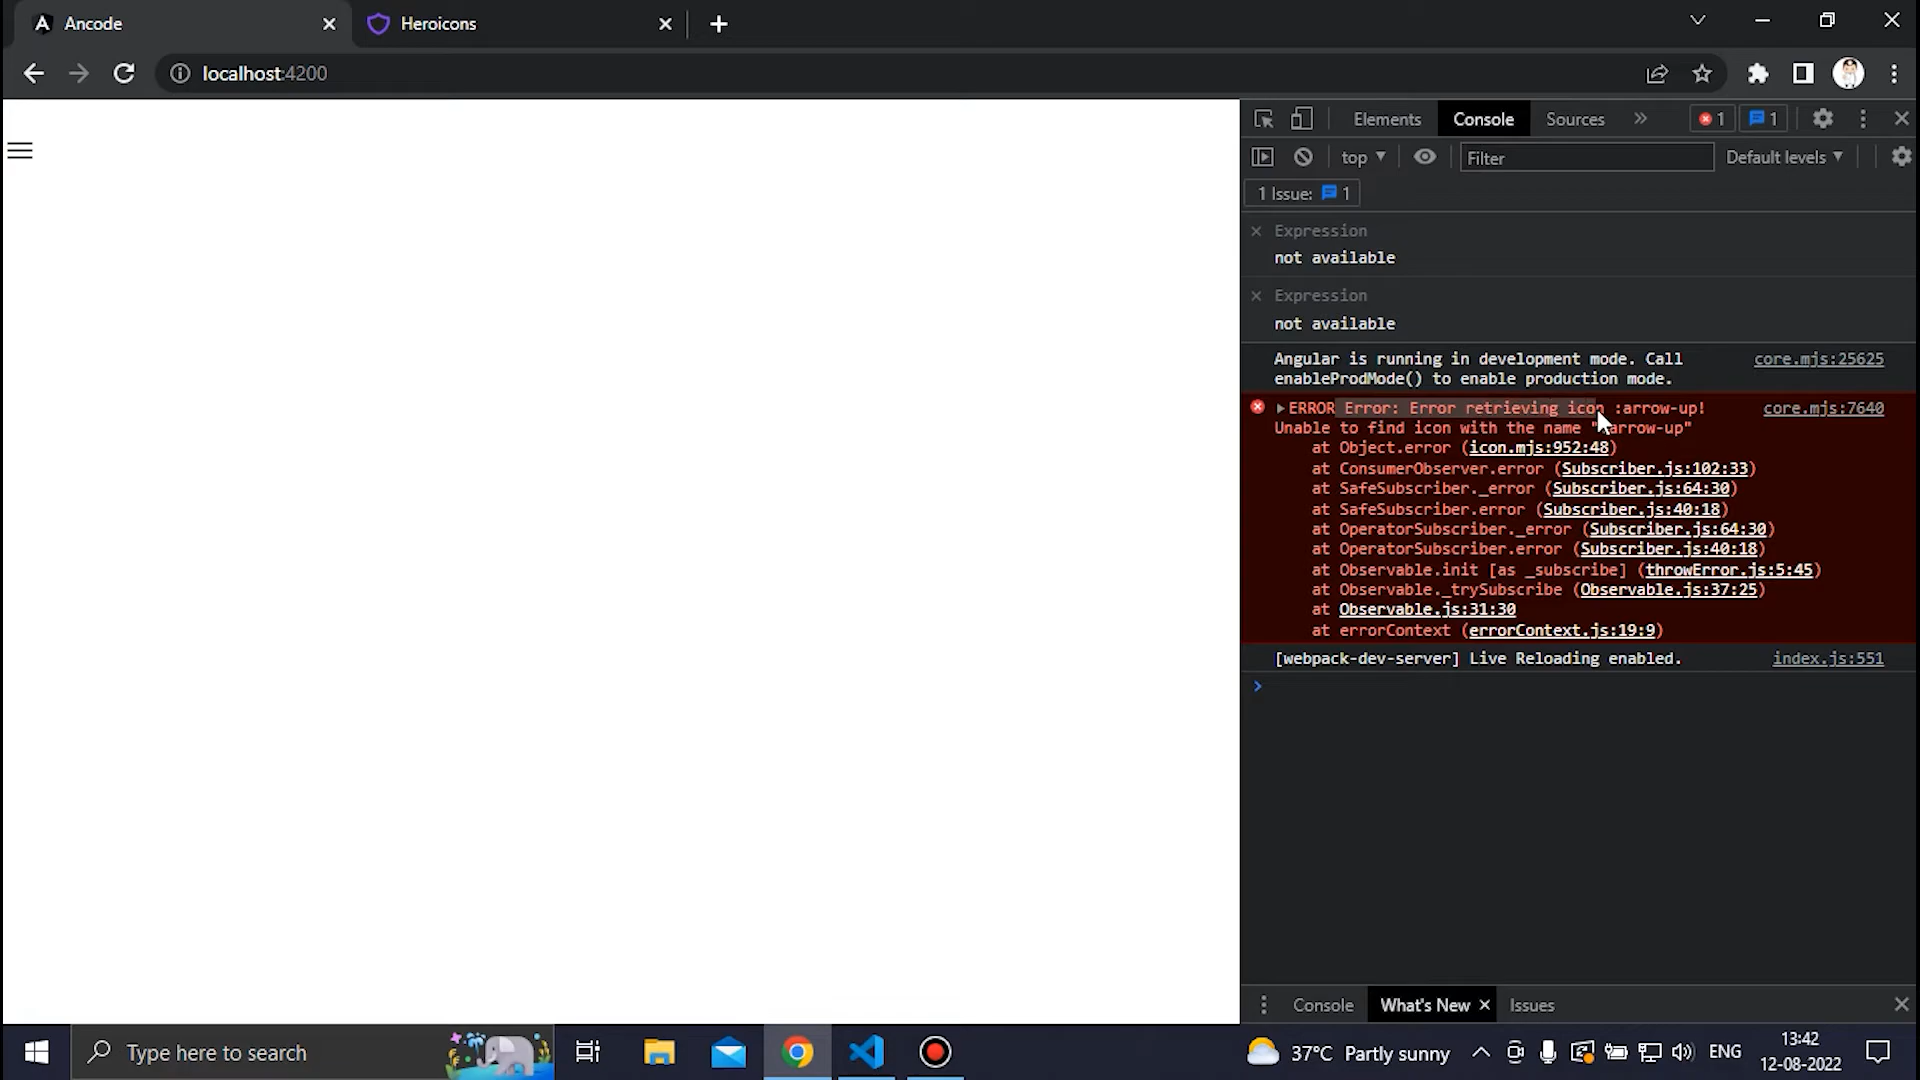 Ancode
Heroicons
localhost:4200
Elements
Console
Sources
1
1
top
Filter
Default levels
1 Issue: 1
Expression
not available
Expression
not available
Angular is running in development mode. Call core.mjs:25625
enableProdMode() to enable production mode.
ERROR Error: Error retrieving icon :arrow-up! core.mjs:7640
Unable to find icon with the name ":arrow-up"
at Object.error (icon.mjs:952:48)
at ConsumerObserver.error (Subscriber.js:102:33)
at SafeSubscriber._error (Subscriber.js:64:30)
at SafeSubscriber.error (Subscriber.js:40:18)
at OperatorSubscriber._error (Subscriber.js:64:30)
at OperatorSubscriber.error (Subscriber.js:40:18)
at Observable.init [as _subscribe] (throwError.js:5:45)
at Observable._trySubscribe (Observable.js:37:25)
at Observable.js:31:30
at errorContext (errorContext.js:19:9)
[webpack-dev-server] Live Reloading enabled. index.js:551
Console
What's New
Issues
Type here to search
37°C Partly sunny
ENG
13:42
12-08-2022